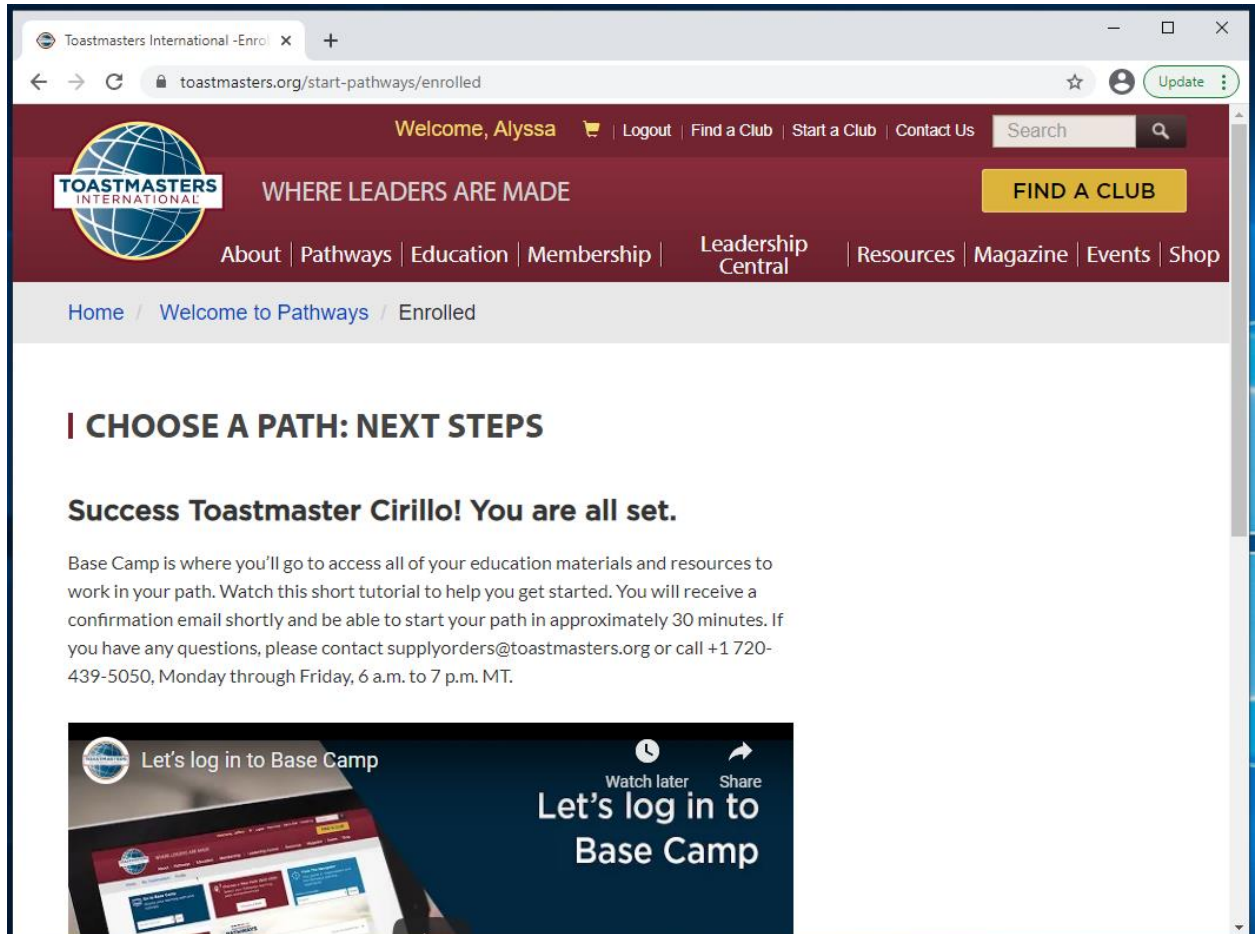 Toastmasters International -Enrol
toastmasters.org/start-pathways/enrolled
Update
Welcome, Alyssa | Logout | Find a Club | Start a Club | Contact Us
Search
TOASTMASTERS
INTERNATIONAL
WHERE LEADERS ARE MADE
FIND A CLUB
About | Pathways | Education | Membership | Leadership Central | Resources | Magazine | Events | Shop
Home / Welcome to Pathways / Enrolled
CHOOSE A PATH: NEXT STEPS
Success Toastmaster Cirillo! You are all set.
Base Camp is where you'll go to access all of your education materials and resources to
work in your path. Watch this short tutorial to help you get started. You will receive a
confirmation email shortly and be able to start your path in approximately 30 minutes. If
you have any questions, please contact supplyorders@toastmasters.org or call +1 720-
439-5050, Monday through Friday, 6 a.m. to 7 p.m. MT.
Let's log in to Base Camp
Watch later
Share
Let's log in to
Base Camp